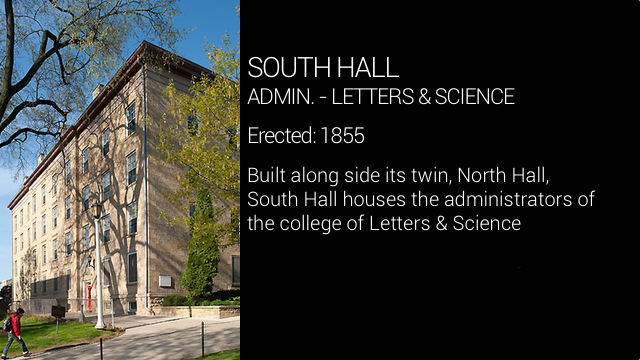 SOUTH HALL
ADMIN. - LETTERS & SCIENCE
Erected: 1855
Built along side its twin, North Hall,
South Hall houses the administrators of
the college of Letters & Science